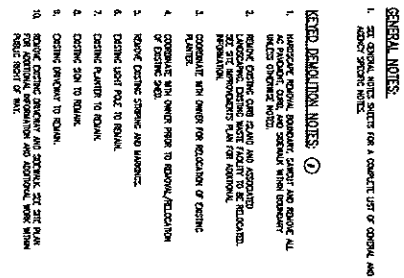 GENERAL NOTES:
1. SEE GENERAL NOTES SHEETS FOR A COMPLETE LIST OF GENERAL AND
AGENCY SPECIFIC NOTES.
KEYED DEMOLITION NOTES: #
1. HARDSCAPE REMOVAL BOUNDARY, SAWCUT AND REMOVE ALL
AC PAVEMENT, CURB, AND SIDEWALK WITHIN BOUNDARY
UNLESS OTHERWISE NOTED.
2. REMOVE EXISTING CURB ISLAND AND ASSOCIATED
LANDSCAPING. EXISTING WASTE FACILITY TO BE RELOCATED.
SEE SITE IMPROVEMENTS PLAN FOR ADDITIONAL
INFORMATION.
3. COORDINATE WITH OWNER FOR RELOCATION OF EXISTING
PLANTER.
4. COORDINATE WITH OWNER PRIOR TO REMOVAL/RELOCATION
OF EXISTING SHED.
5. REMOVE EXISTING STRIPING AND MARKINGS.
6. EXISTING LIGHT POLE TO REMAIN.
7. EXISTING PLANTER TO REMAIN.
8. EXISTING SIGN TO REMAIN.
9. EXISTING DRIVEWAY TO REMAIN.
10. REMOVE EXISTING DRIVEWAY AND SIDEWALK. SEE SITE PLAN
FOR ADDITIONAL INFORMATION AND ADDITIONAL WORK WITHIN
PUBLIC RIGHT OF WAY.